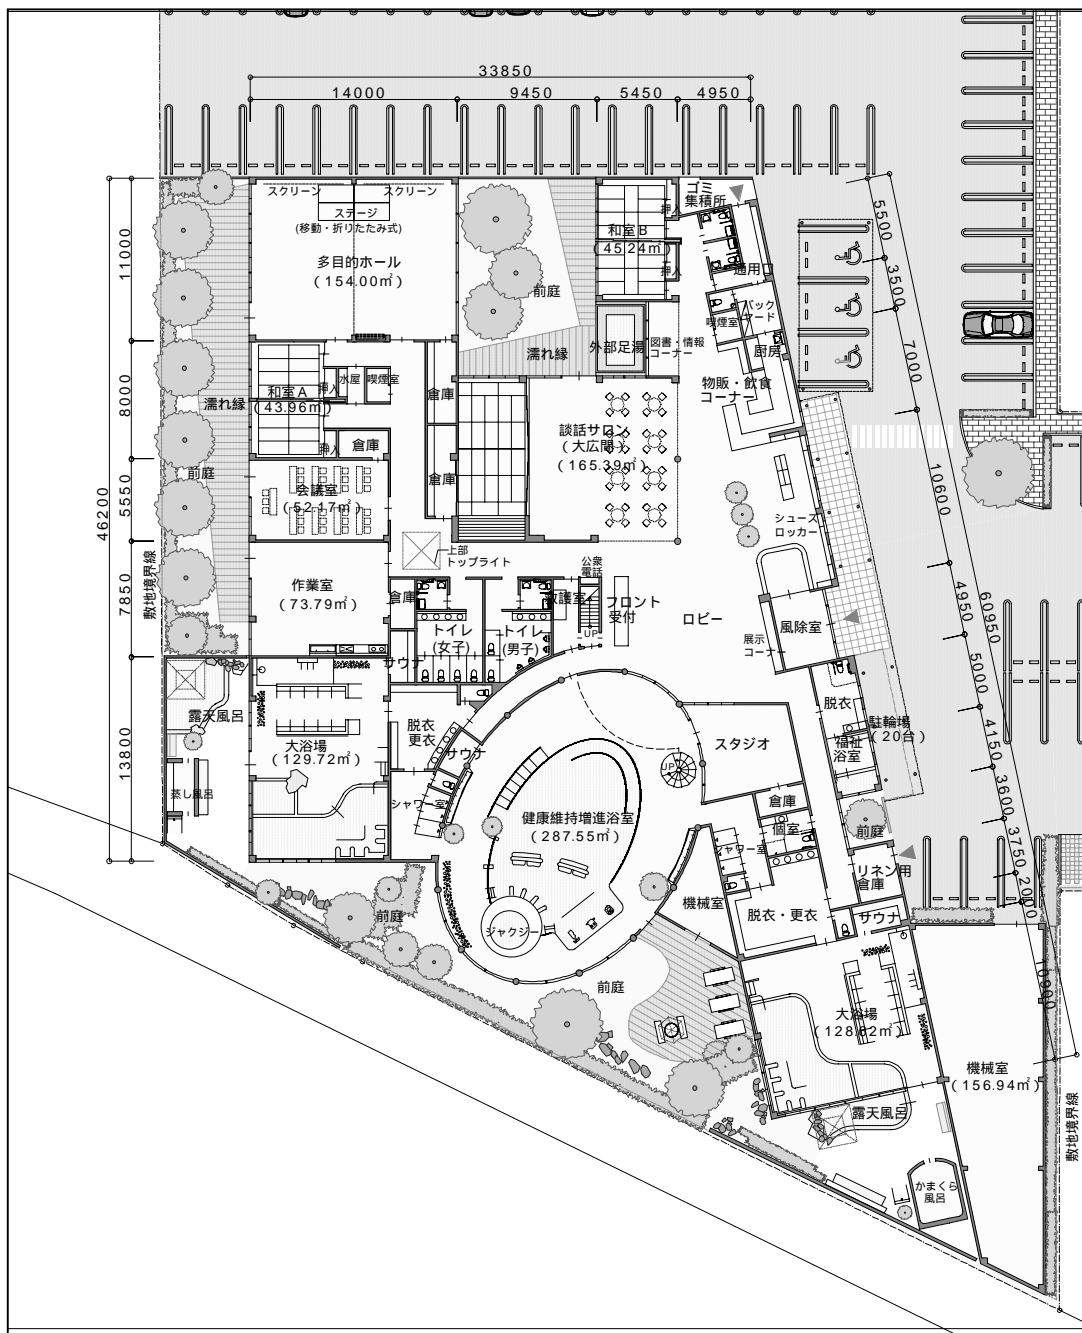 33850
14000
9450
5450
4950
スクリーン
スクリーン
ステージ
(移動・折りたたみ式)
多目的ホール
(154.00㎡)
11000
8000
5550
7850
13800
46200
敷地境界線
前庭
濡れ縁
外部足湯
図書・情報
コーナー
和室B
(45.24㎡)
押入
押入
ゴミ
集積所
通用口
バック
ヤード
喫煙室
厨房
物販・飲食
コーナー
和室A
(43.96㎡)
押入
押入
水屋
喫煙室
倉庫
倉庫
倉庫
濡れ縁
前庭
会議室
(52.17㎡)
談話サロン
(大広間)
(165.39㎡)
シューズ
ロッカー
上部
トップライト
公衆
電話
作業室
(73.79㎡)
倉庫
トイレ
(女子)
トイレ
(男子)
救護室
UP
フロント
受付
ロビー
展示
コーナー
風除室
サウナ
露天風呂
大浴場
(129.72㎡)
蒸し風呂
脱衣
更衣
サウナ
シャワー室
健康維持増進浴室
(287.55㎡)
ジャクジー
UP
スタジオ
倉庫
個室
シャワー室
機械室
脱衣・更衣
脱衣
福祉
浴室
駐輪場
(20台)
前庭
リネン用
倉庫
サウナ
前庭
前庭
大浴場
(128.62㎡)
露天風呂
かまくら
風呂
機械室
(156.94㎡)
敷地境界線
5500
3500
7000
10600
4950
5000
4150
3600
3750
2000
10900
60950